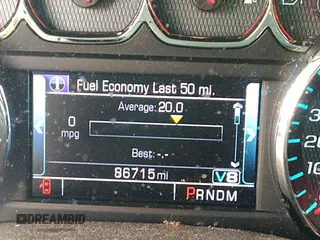 Fuel Economy Last 50 mi.
Average: 20.0
0
mpg
Best: -.-
86715 mi
V8
PRNDM
DREAMBID